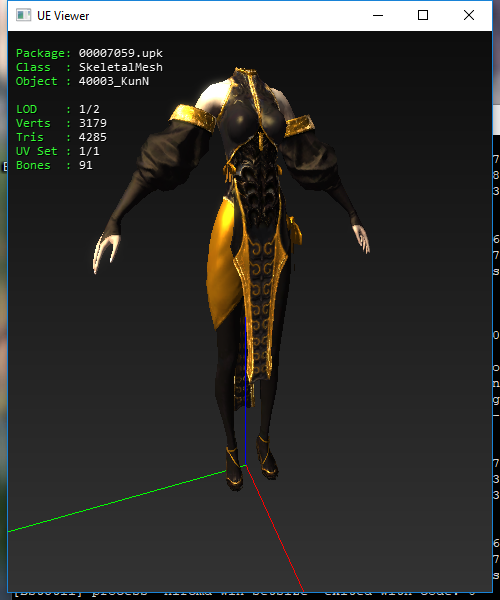 UE Viewer
Package: 00007059.upk
Class : SkeletalMesh
Object : 40003_KunN
LOD : 1/2
Verts : 3179
Tris : 4285
UV Set : 1/1
Bones : 91